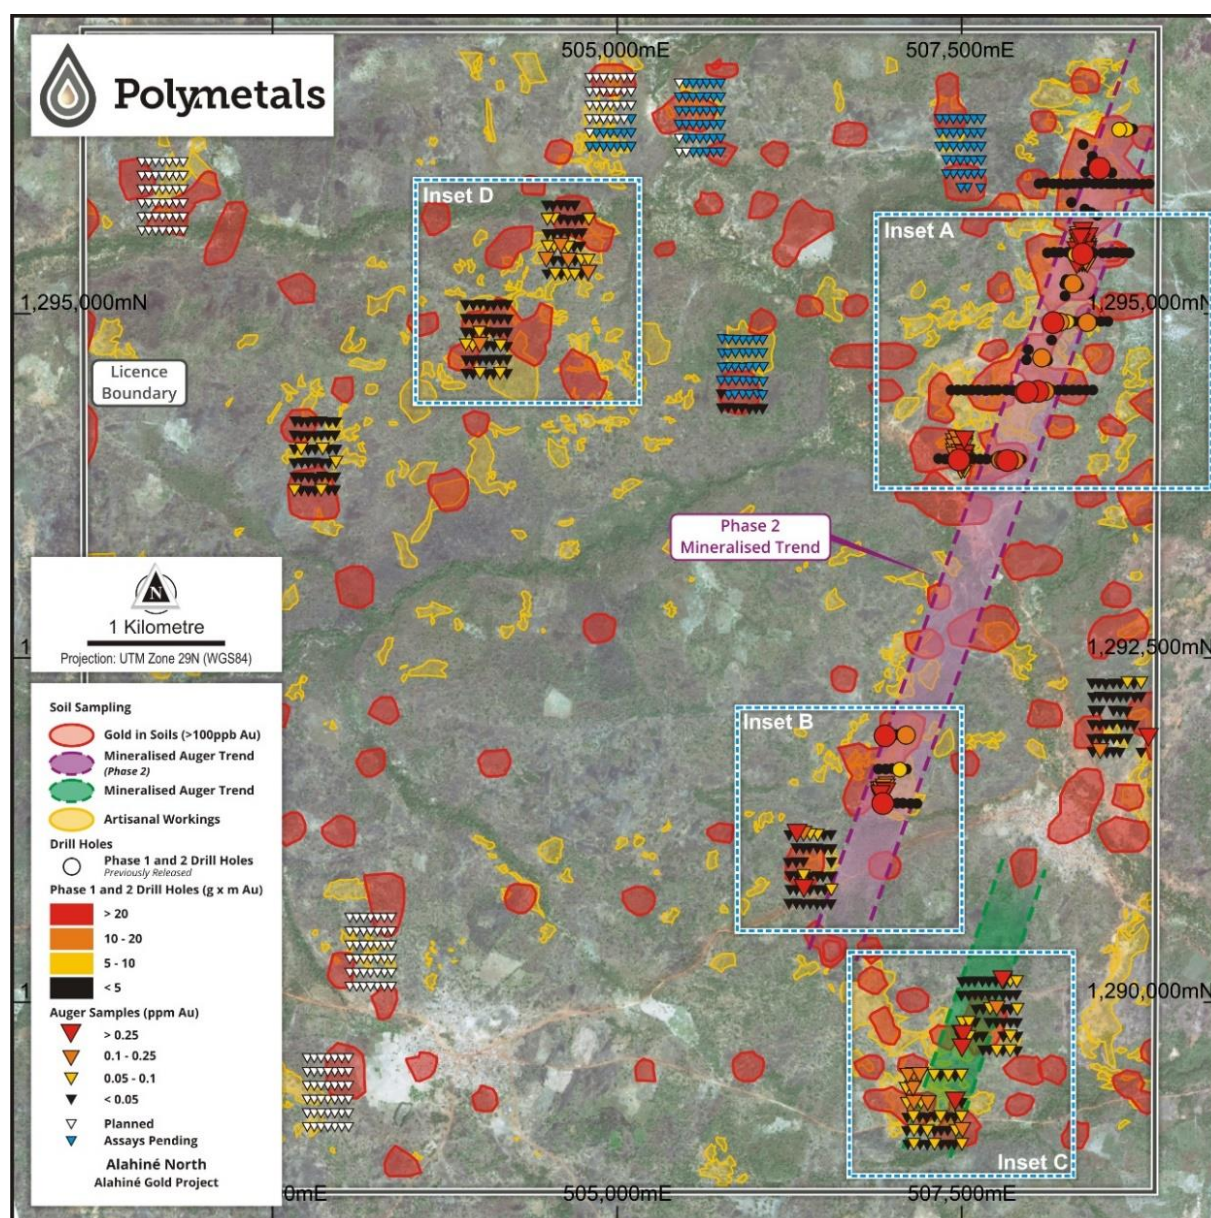 505,000mE
507,500mE
Polymetals
Inset D
Inset A
1,295,000mN
1,295,000mN
Licence
Boundary
Phase 2
Mineralised Trend
N
1 Kilometre
Projection: UTM Zone 29N (WGS84)
1,292,500mN
Inset B
Soil Sampling
Gold in Soils (>100ppb Au)
Mineralised Auger Trend
(Phase 2)
Mineralised Auger Trend
Artisanal Workings
Drill Holes
Phase 1 and 2 Drill Holes
Previously Released
Phase 1 and 2 Drill Holes (g x m Au)
> 20
10 - 20
5 - 10
< 5
Auger Samples (ppm Au)
> 0.25
0.1 - 0.25
0.05 - 0.1
< 0.05
Planned
Assays Pending
Alahiné North
Alahiné Gold Project
1,290,000mN
Inset C
0mE
505,000mE
507,500mE